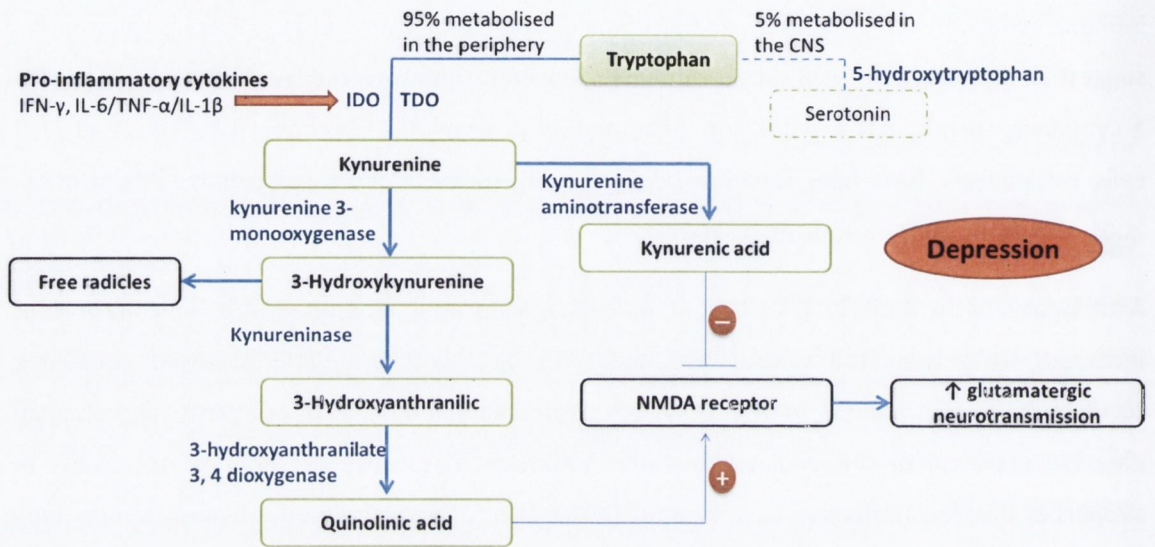 95% metabolised
in the periphery
Tryptophan
5% metabolised in
the CNS
5-hydroxytryptophan
Serotonin
Pro-inflammatory cytokines
IFN-γ, IL-6/TNF-α/IL-1β
IDO
TDO
Kynurenine
Kynurenine
aminotransferase
kynurenine 3-
monooxygenase
Kynurenic acid
Depression
Free radicles
3-Hydroxykynurenine
−
Kynureninase
3-Hydroxyanthranilic
NMDA receptor
↑ glutamatergic
neurotransmission
3-hydroxyanthranilate
3, 4 dioxygenase
+
Quinolinic acid